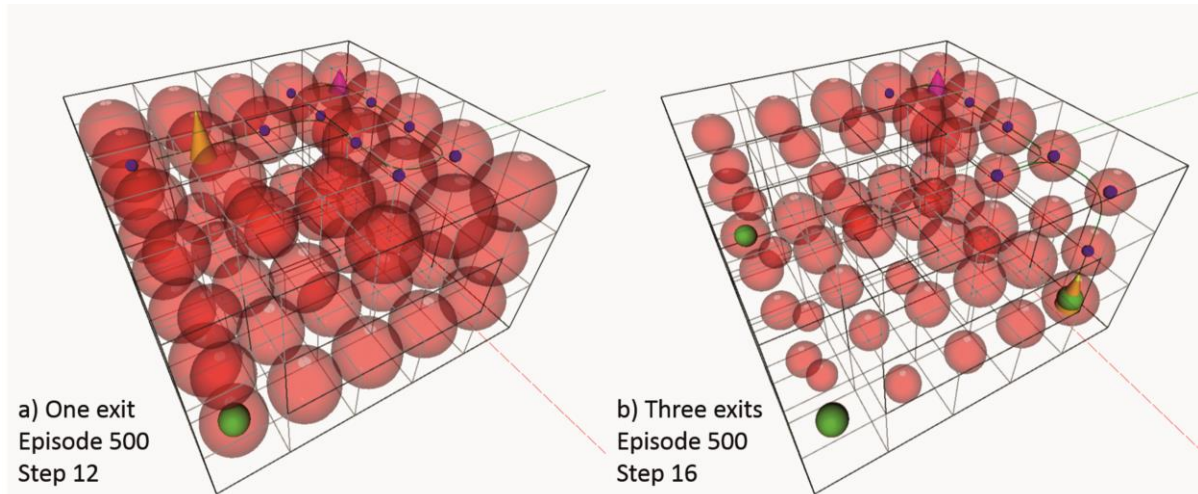 a) One exit
Episode 500
Step 12
b) Three exits
Episode 500
Step 16